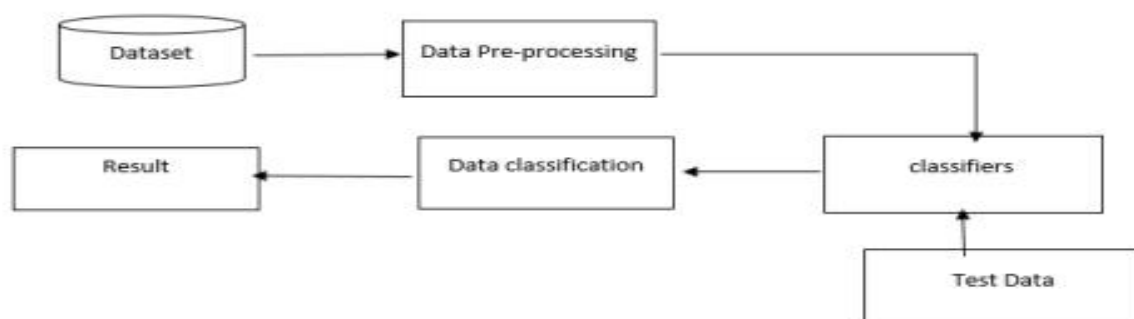 Dataset
Data Pre-processing
Result
Data classification
classifiers
Test Data